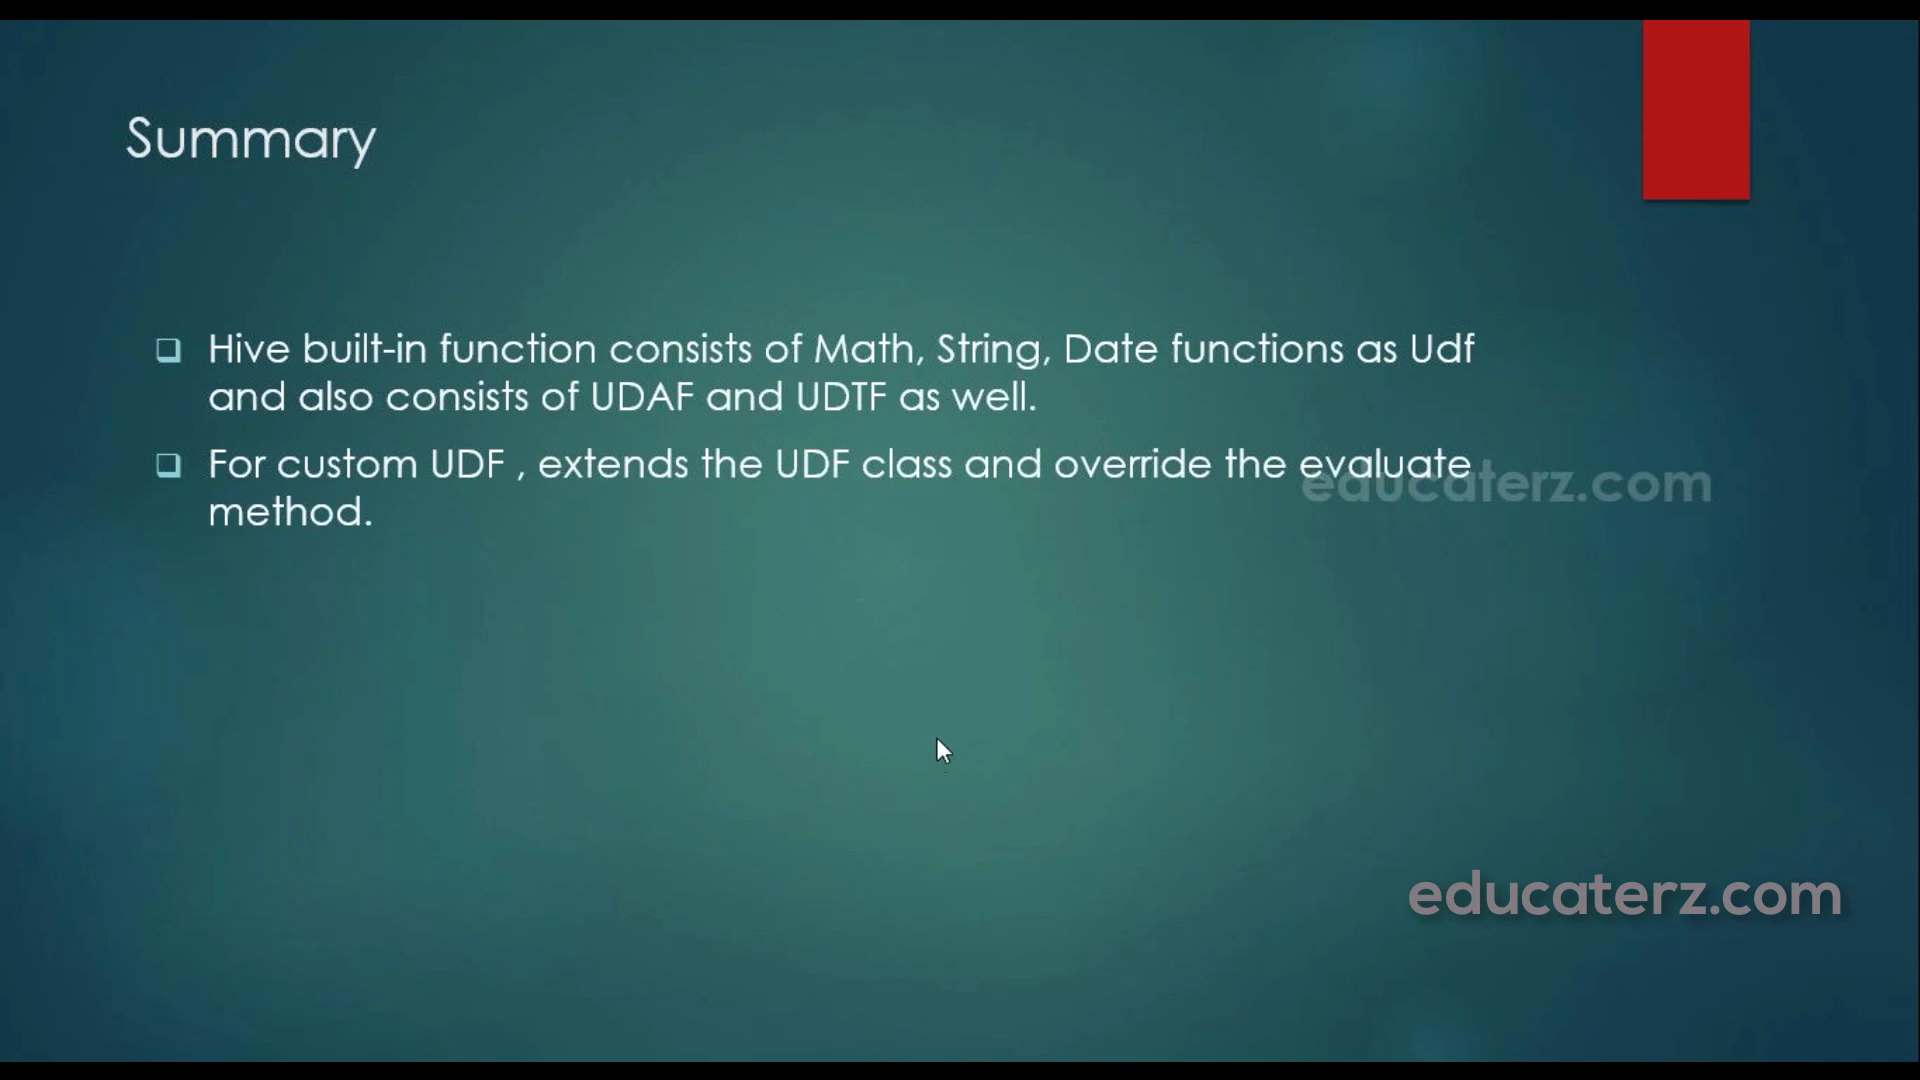 Summary
Hive built-in function consists of Math, String, Date functions as Udf
and also consists of UDAF and UDTF as well.
For custom UDF , extends the UDF class and override the evaluate
method.
educaterz.com
educaterz.com